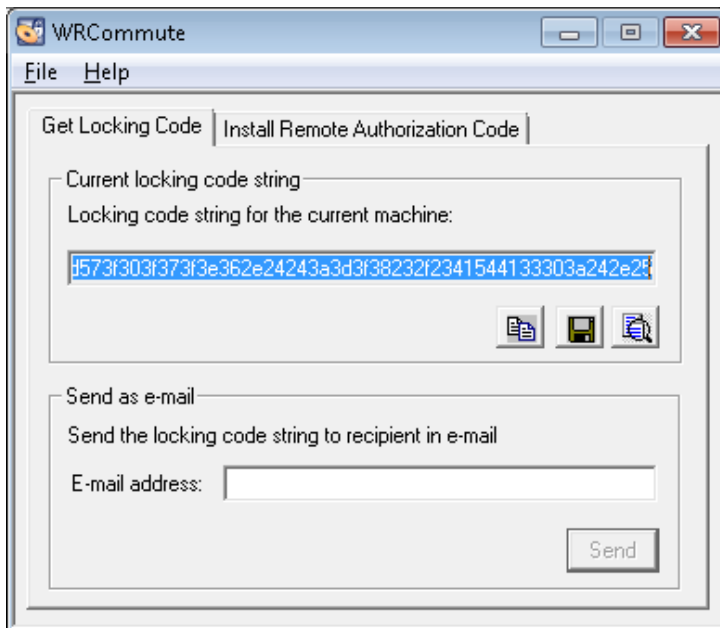 WRCommute
File Help
Get Locking Code Install Remote Authorization Code
Current locking code string
Locking code string for the current machine:
d573f303f373f3e362e24243a3d3f38232f2341544133303a242e25
Send as e-mail
Send the locking code string to recipient in e-mail
E-mail address:
Send